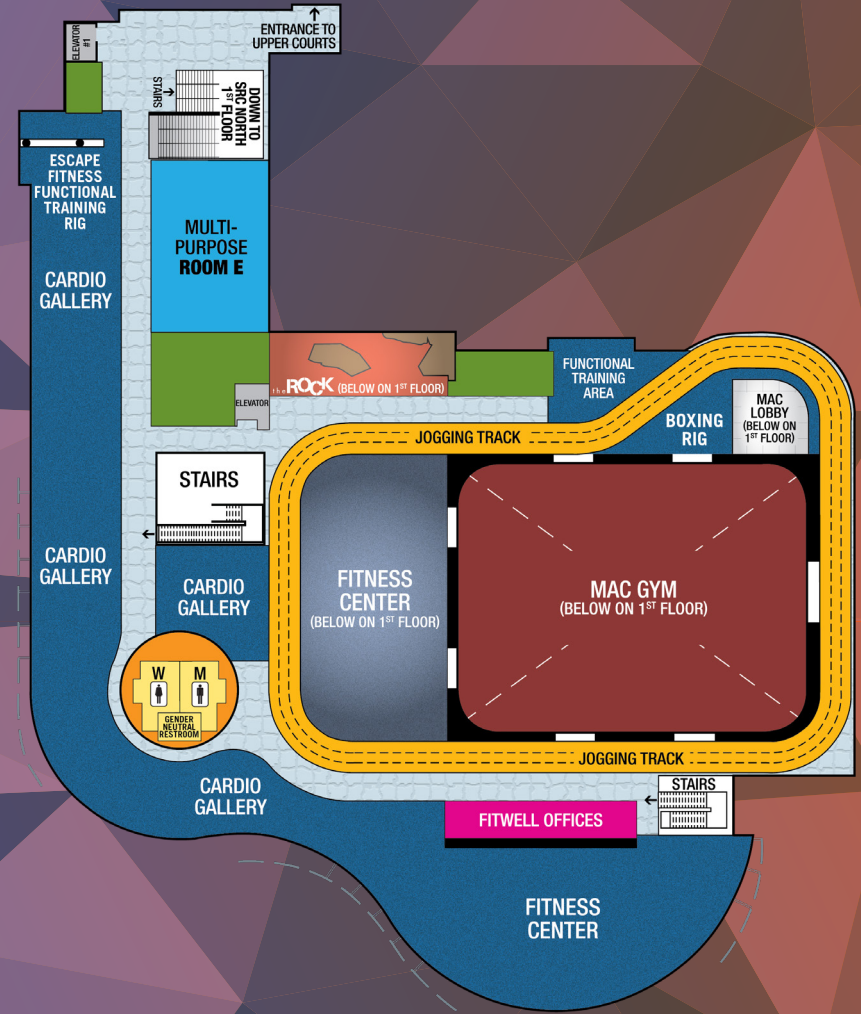 ENTRANCE TO
UPPER COURTS
ELEVATOR
#1
STAIRS
DOWN TO
SRC NORTH
1ST FLOOR
ESCAPE
FITNESS
FUNCTIONAL
TRAINING
RIG
MULTI-
PURPOSE
ROOM E
CARDIO
GALLERY
the ROCK (BELOW ON 1ST FLOOR)
ELEVATOR
FUNCTIONAL
TRAINING
AREA
MAC
LOBBY
(BELOW ON
1ST FLOOR)
BOXING
RIG
JOGGING TRACK
STAIRS
CARDIO
GALLERY
CARDIO
GALLERY
FITNESS
CENTER
(BELOW ON 1ST FLOOR)
MAC GYM
(BELOW ON 1ST FLOOR)
W M
GENDER
NEUTRAL
RESTROOM
JOGGING TRACK
CARDIO
GALLERY
STAIRS
FITWELL OFFICES
FITNESS
CENTER